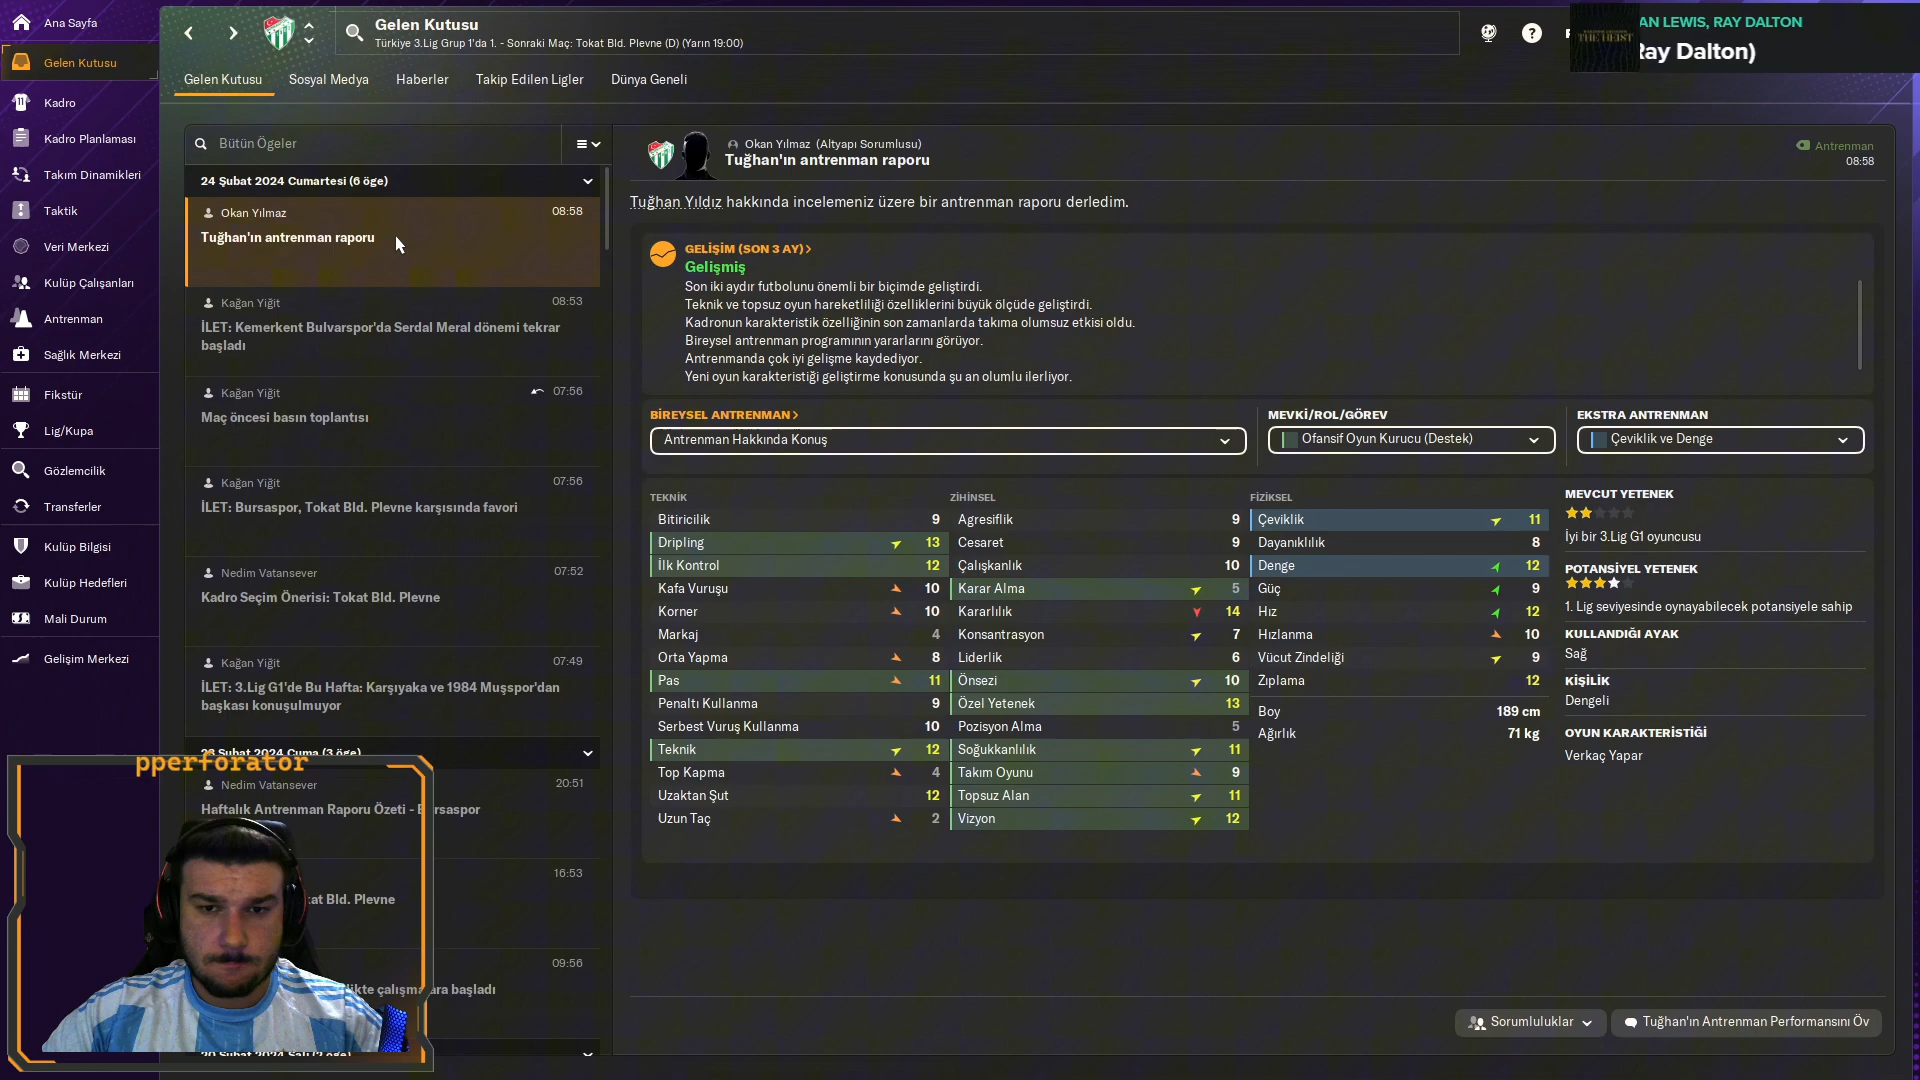 Ana Sayfa
Gelen Kutusu
Kadro
Kadro Planlaması
Takım Dinamikleri
Taktik
Veri Merkezi
Kulüp Çalışanları
Antrenman
Sağlık Merkezi
Fikstür
Lig/Kupa
Gözlemcilik
Transferler
Kulüp Bilgisi
Kulüp Hedefleri
Mali Durum
Gelişim Merkezi
Gelen Kutusu
Türkiye 3.Lig Grup 1'da 1. - Sonraki Maç: Tokat Bld. Plevne (D) (Yarın 19:00)
AN LEWIS, RAY DALTON
Ray Dalton)
THE HEIST
Gelen Kutusu Sosyal Medya Haberler Takip Edilen Ligler Dünya Geneli
Bütün Ögeler
24 Şubat 2024 Cumartesi (6 öge)
Okan Yılmaz 08:58
Tuğhan'ın antrenman raporu
Kağan Yiğit 08:53
İLET: Kemerkent Bulvarspor'da Serdal Meral dönemi tekrar
başladı
Kağan Yiğit 07:56
Maç öncesi basın toplantısı
Kağan Yiğit 07:56
İLET: Bursaspor, Tokat Bld. Plevne karşısında favori
Nedim Vatansever 07:52
Kadro Seçim Önerisi: Tokat Bld. Plevne
Kağan Yiğit 07:49
İLET: 3.Lig G1'de Bu Hafta: Karşıyaka ve 1984 Muşspor'dan
başkası konuşulmuyor
23 Şubat 2024 Cuma (3 öge)
pperforator
Nedim Vatansever 20:51
Haftalık Antrenman Raporu Özeti - Bursaspor
16:53
kat Bld. Plevne
09:56
likte çalışmalara başladı
20 Şubat 2024 Salı (2 öge)
Okan Yılmaz (Altyapı Sorumlusu)
Tuğhan'ın antrenman raporu
Antrenman
08:58
Tuğhan Yıldız hakkında incelemeniz üzere bir antrenman raporu derledim.
GELİŞİM (SON 3 AY) >
Gelişmiş
Son iki aydır futbolunu önemli bir biçimde geliştirdi.
Teknik ve topsuz oyun hareketliliği özelliklerini büyük ölçüde geliştirdi.
Kadronun karakteristik özelliğinin son zamanlarda takıma olumsuz etkisi oldu.
Bireysel antrenman programının yararlarını görüyor.
Antrenmanda çok iyi gelişme kaydediyor.
Yeni oyun karakteristiği geliştirme konusunda şu an olumlu ilerliyor.
BİREYSEL ANTRENMAN >
Antrenman Hakkında Konuş
MEVKİ/ROL/GÖREV
Ofansif Oyun Kurucu (Destek)
EKSTRA ANTRENMAN
Çeviklik ve Denge
TEKNİK
Bitiricilik 9
Dripling 13
İlk Kontrol 12
Kafa Vuruşu 10
Korner 10
Markaj 4
Orta Yapma 8
Pas 11
Penaltı Kullanma 9
Serbest Vuruş Kullanma 10
Teknik 12
Top Kapma 4
Uzaktan Şut 12
Uzun Taç 2
ZİHİNSEL
Agresiflik 9
Cesaret 9
Çalışkanlık 10
Karar Alma 5
Kararlılık 14
Konsantrasyon 7
Liderlik 6
Önsezi 10
Özel Yetenek 13
Pozisyon Alma 5
Soğukkanlılık 11
Takım Oyunu 9
Topsuz Alan 11
Vizyon 12
FİZİKSEL
Çeviklik 11
Dayanıklılık 8
Denge 12
Güç 9
Hız 12
Hızlanma 10
Vücut Zindeliği 9
Zıplama 12
Boy 189 cm
Ağırlık 71 kg
MEVCUT YETENEK
İyi bir 3.Lig G1 oyuncusu
POTANSİYEL YETENEK
1. Lig seviyesinde oynayabilecek potansiyele sahip
KULLANDIĞI AYAK
Sağ
KİŞİLİK
Dengeli
OYUN KARAKTERİSTİĞİ
Verkaç Yapar
Sorumluluklar
Tuğhan'ın Antrenman Performansını Öv